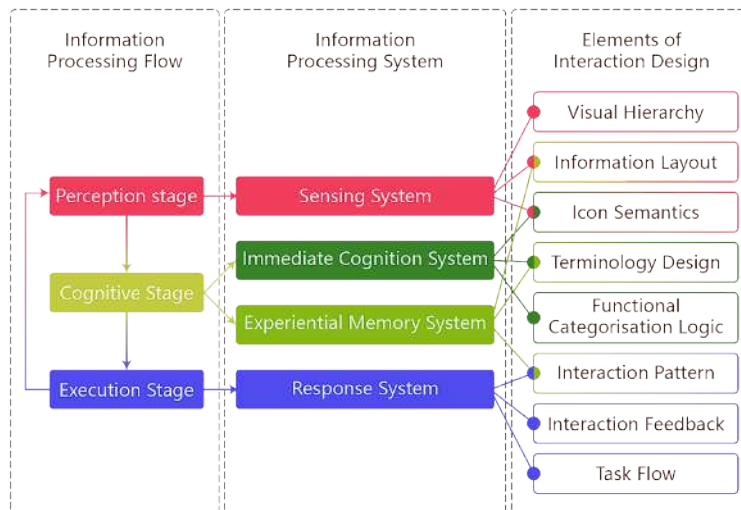 Information
Processing Flow
Information
Processing System
Elements of
Interaction Design
Perception stage
Cognitive Stage
Execution Stage
Sensing System
Immediate Cognition System
Experiential Memory System
Response System
Visual Hierarchy
Information Layout
Icon Semantics
Terminology Design
Functional
Categorisation Logic
Interaction Pattern
Interaction Feedback
Task Flow